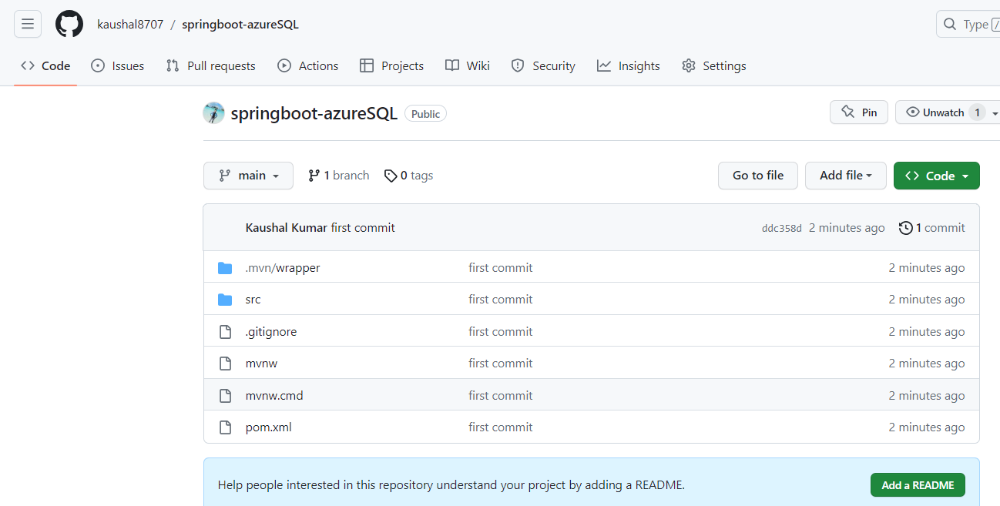 kaushal8707 / springboot-azureSQL Type /
Code Issues Pull requests Actions Projects Wiki Security Insights Settings
springboot-azureSQL Public Pin Unwatch 1
main 1 branch 0 tags Go to file Add file Code
Kaushal Kumar first commit ddc358d 2 minutes ago 1 commit
.mvn/wrapper first commit 2 minutes ago
src first commit 2 minutes ago
.gitignore first commit 2 minutes ago
mvnw first commit 2 minutes ago
mvnw.cmd first commit 2 minutes ago
pom.xml first commit 2 minutes ago
Help people interested in this repository understand your project by adding a README. Add a README